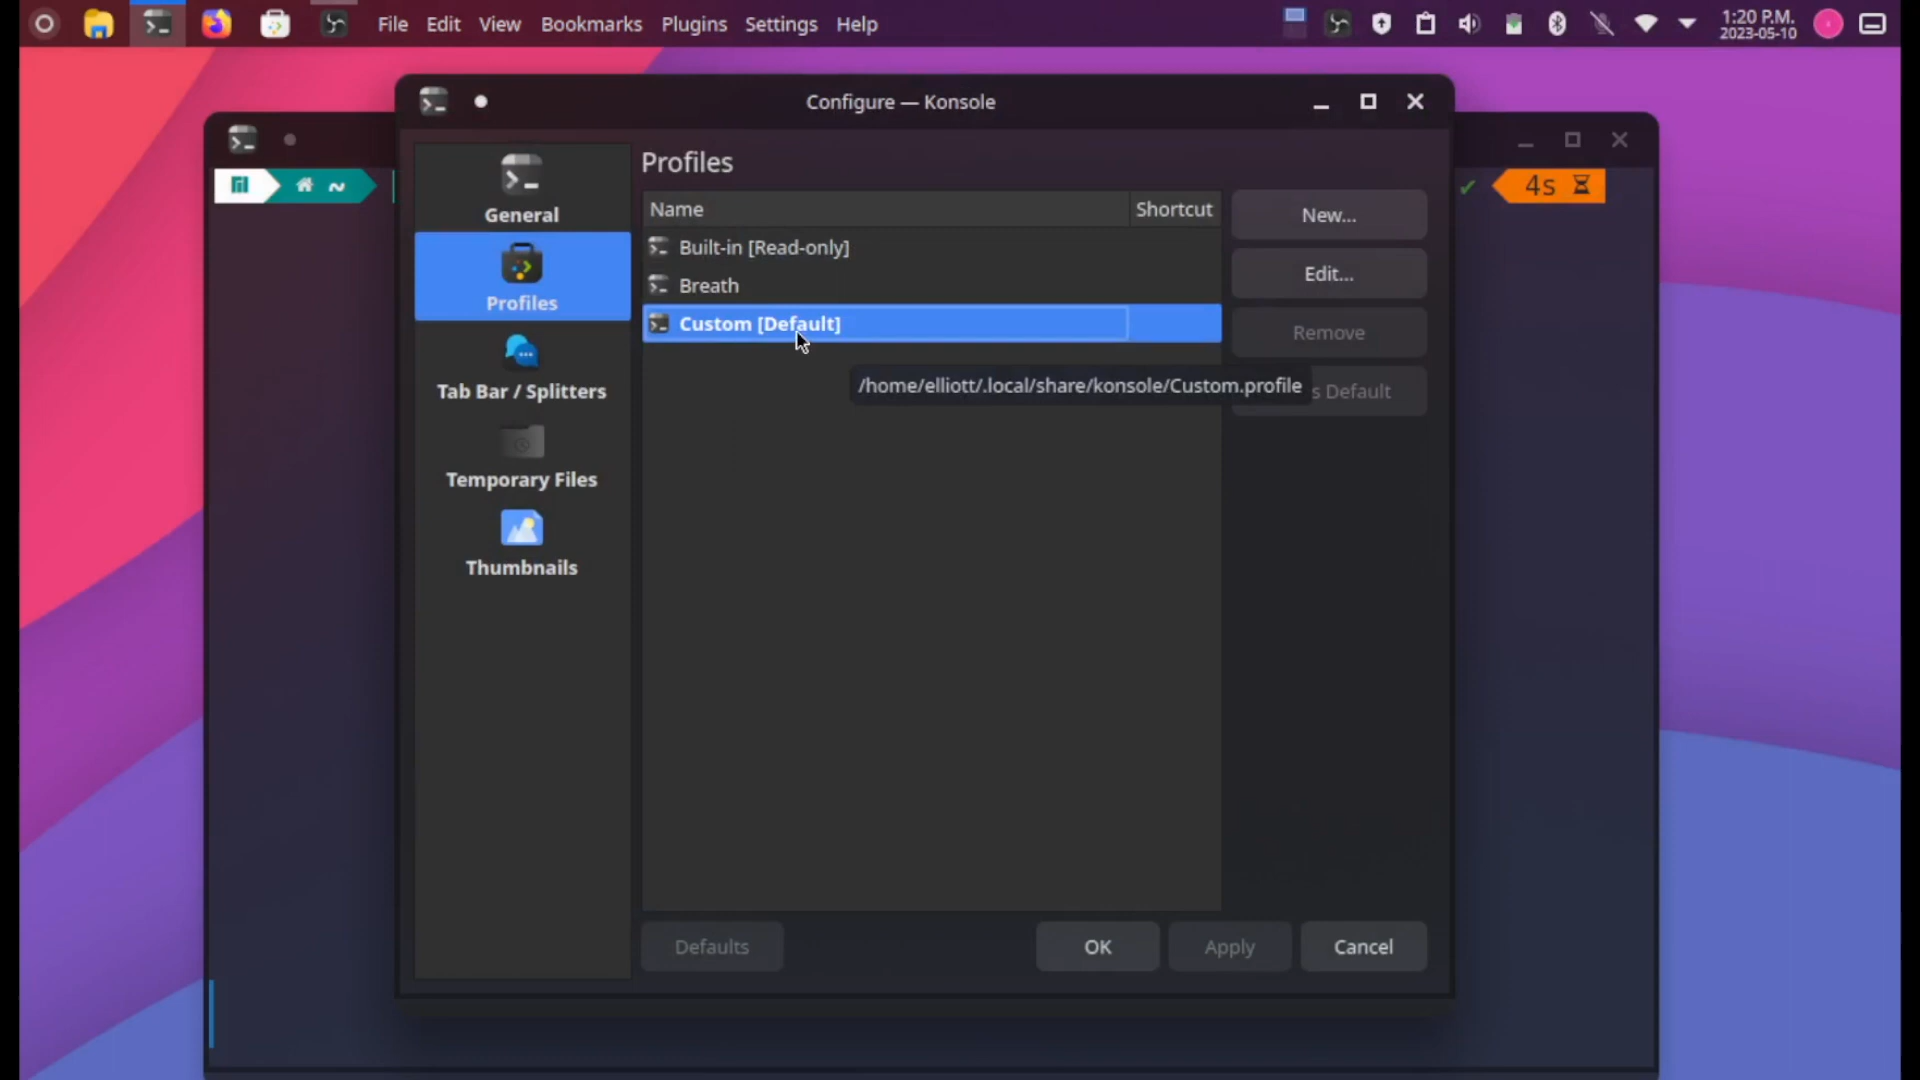 File Edit View Bookmarks Plugins Settings Help
1:20 P.M.
2023-05-10
Configure — Konsole
General
Profiles
Tab Bar / Splitters
Temporary Files
Thumbnails
Profiles
Name Shortcut
Built-in [Read-only]
Breath
Custom [Default]
/home/elliott/.local/share/konsole/Custom.profile
New...
Edit...
Remove
s Default
Defaults OK Apply Cancel
~
✓ 4s